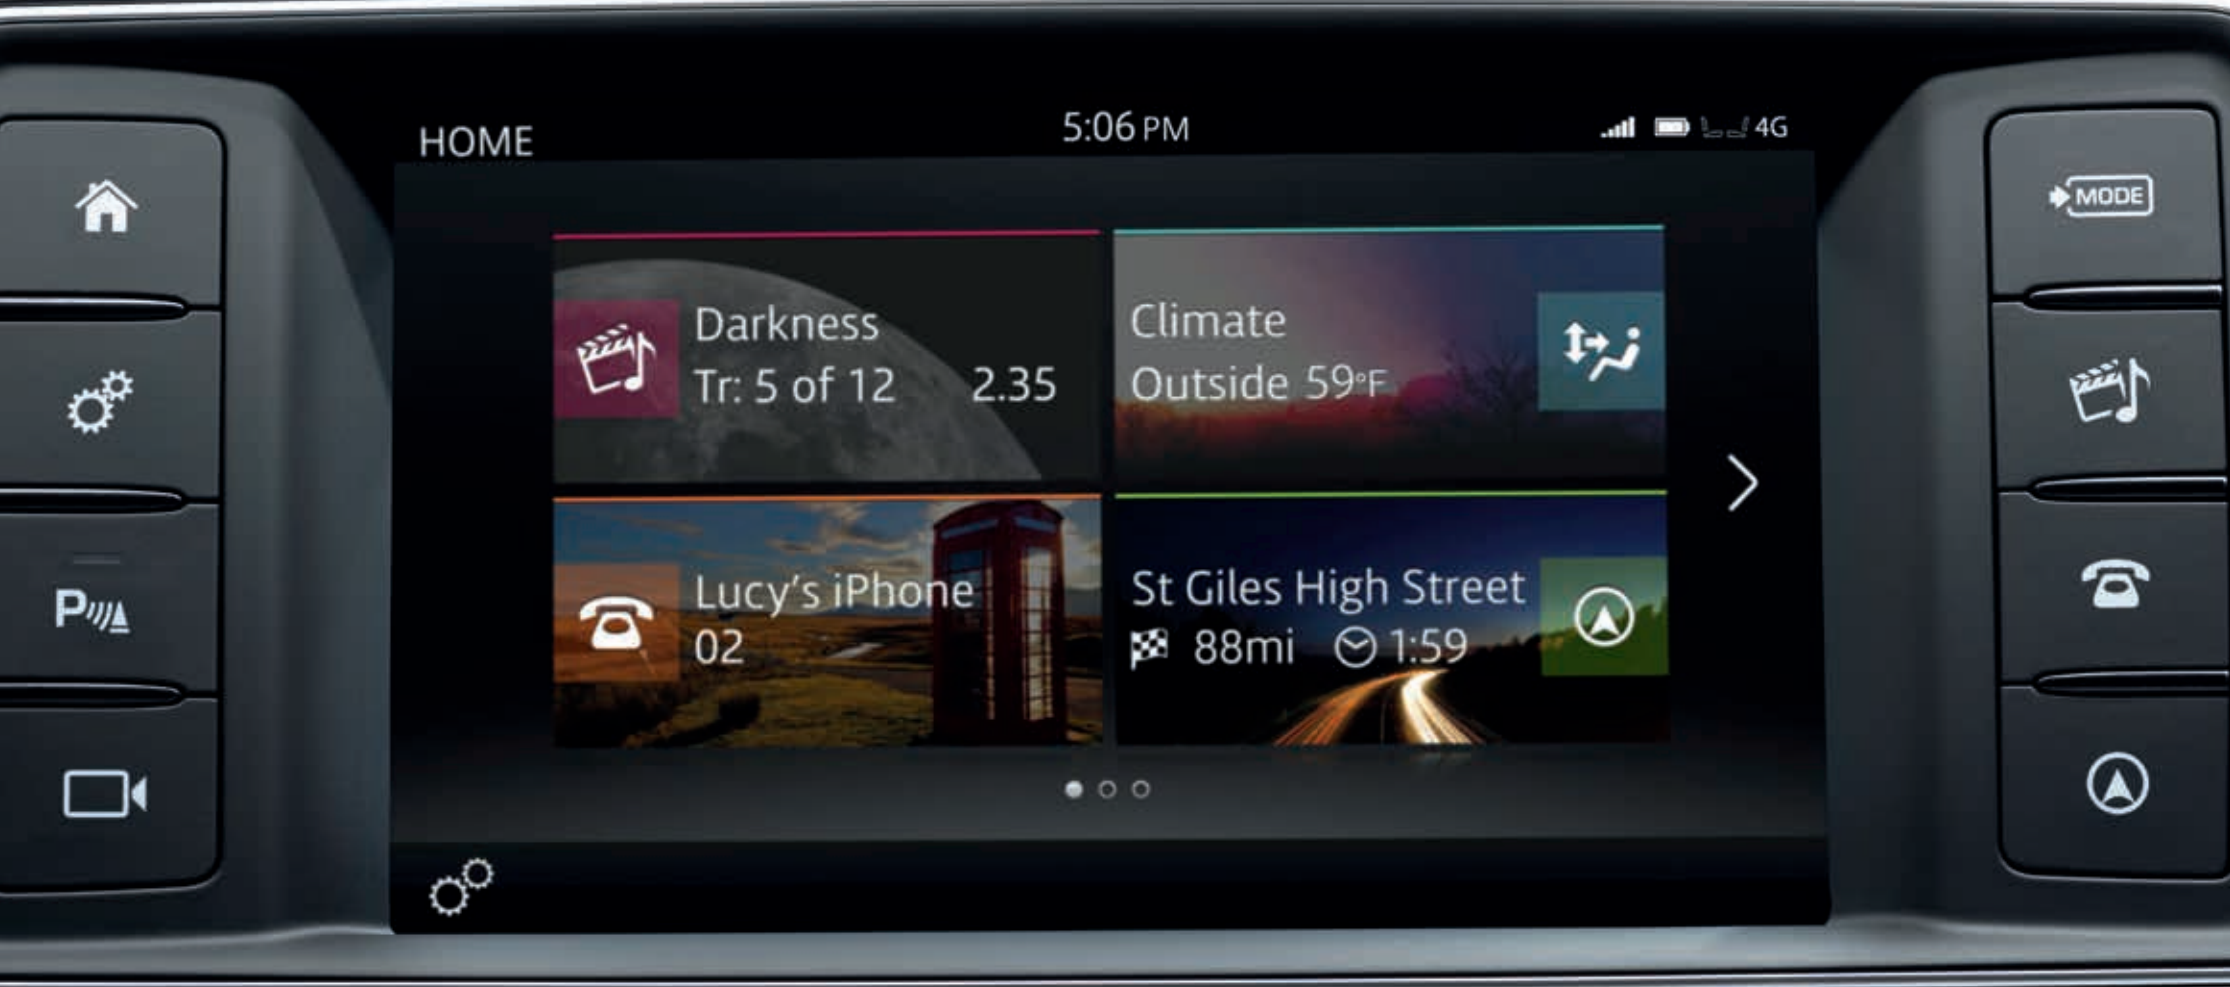 HOME
5:06 PM
4G
MODE
Darkness
Tr: 5 of 12 2.35
Climate
Outside 59°F
Lucy's iPhone
02
St Giles High Street
88mi 1:59
P